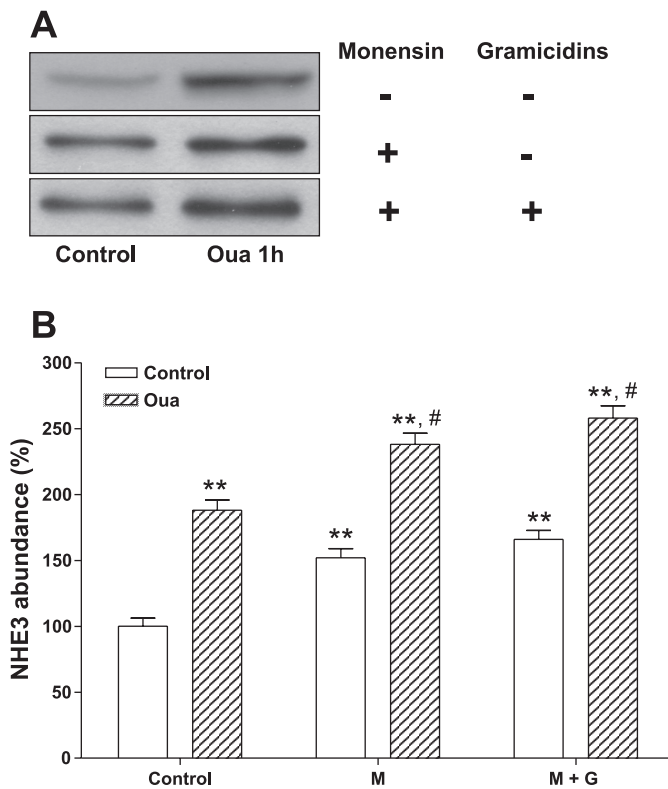 A
Monensin Gramicidins
- -
+ -
+ +
Control Oua 1h
B
NHE3 abundance (%)
300
250
200
150
100
50
0
Control
Oua
**
**
**, #
**
**, #
Control M M + G